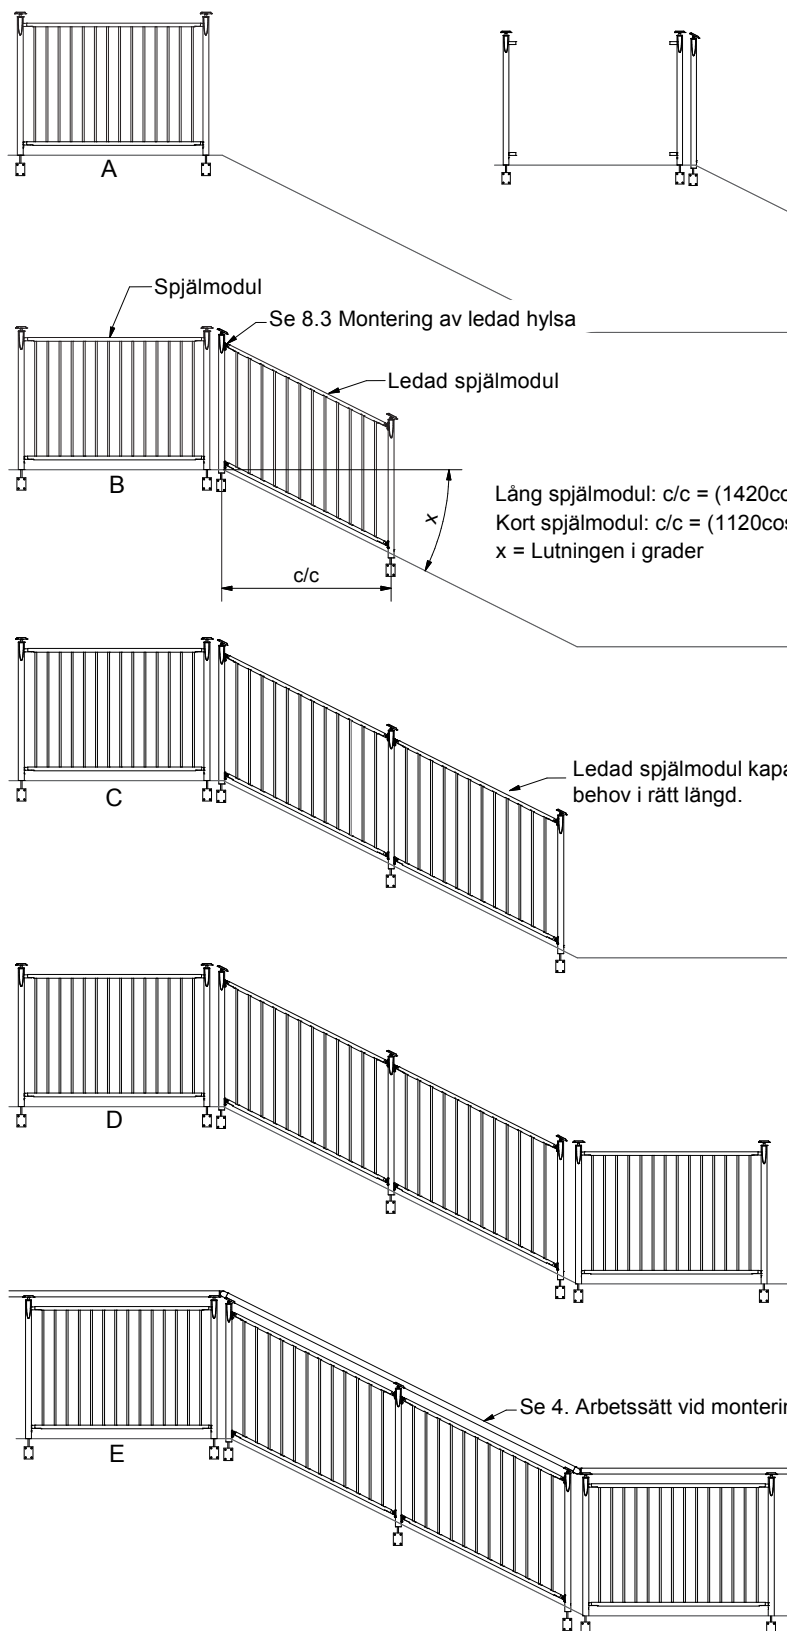 A
Spjälmodul
Se 8.3 Montering av ledad hylsa
Ledad spjälmodul
B
x
Lång spjälmodul: c/c = (1420co
Kort spjälmodul: c/c = (1120cos
x = Lutningen i grader
c/c
C
Ledad spjälmodul kapa
behov i rätt längd.
D
E
Se 4. Arbetssätt vid monterin